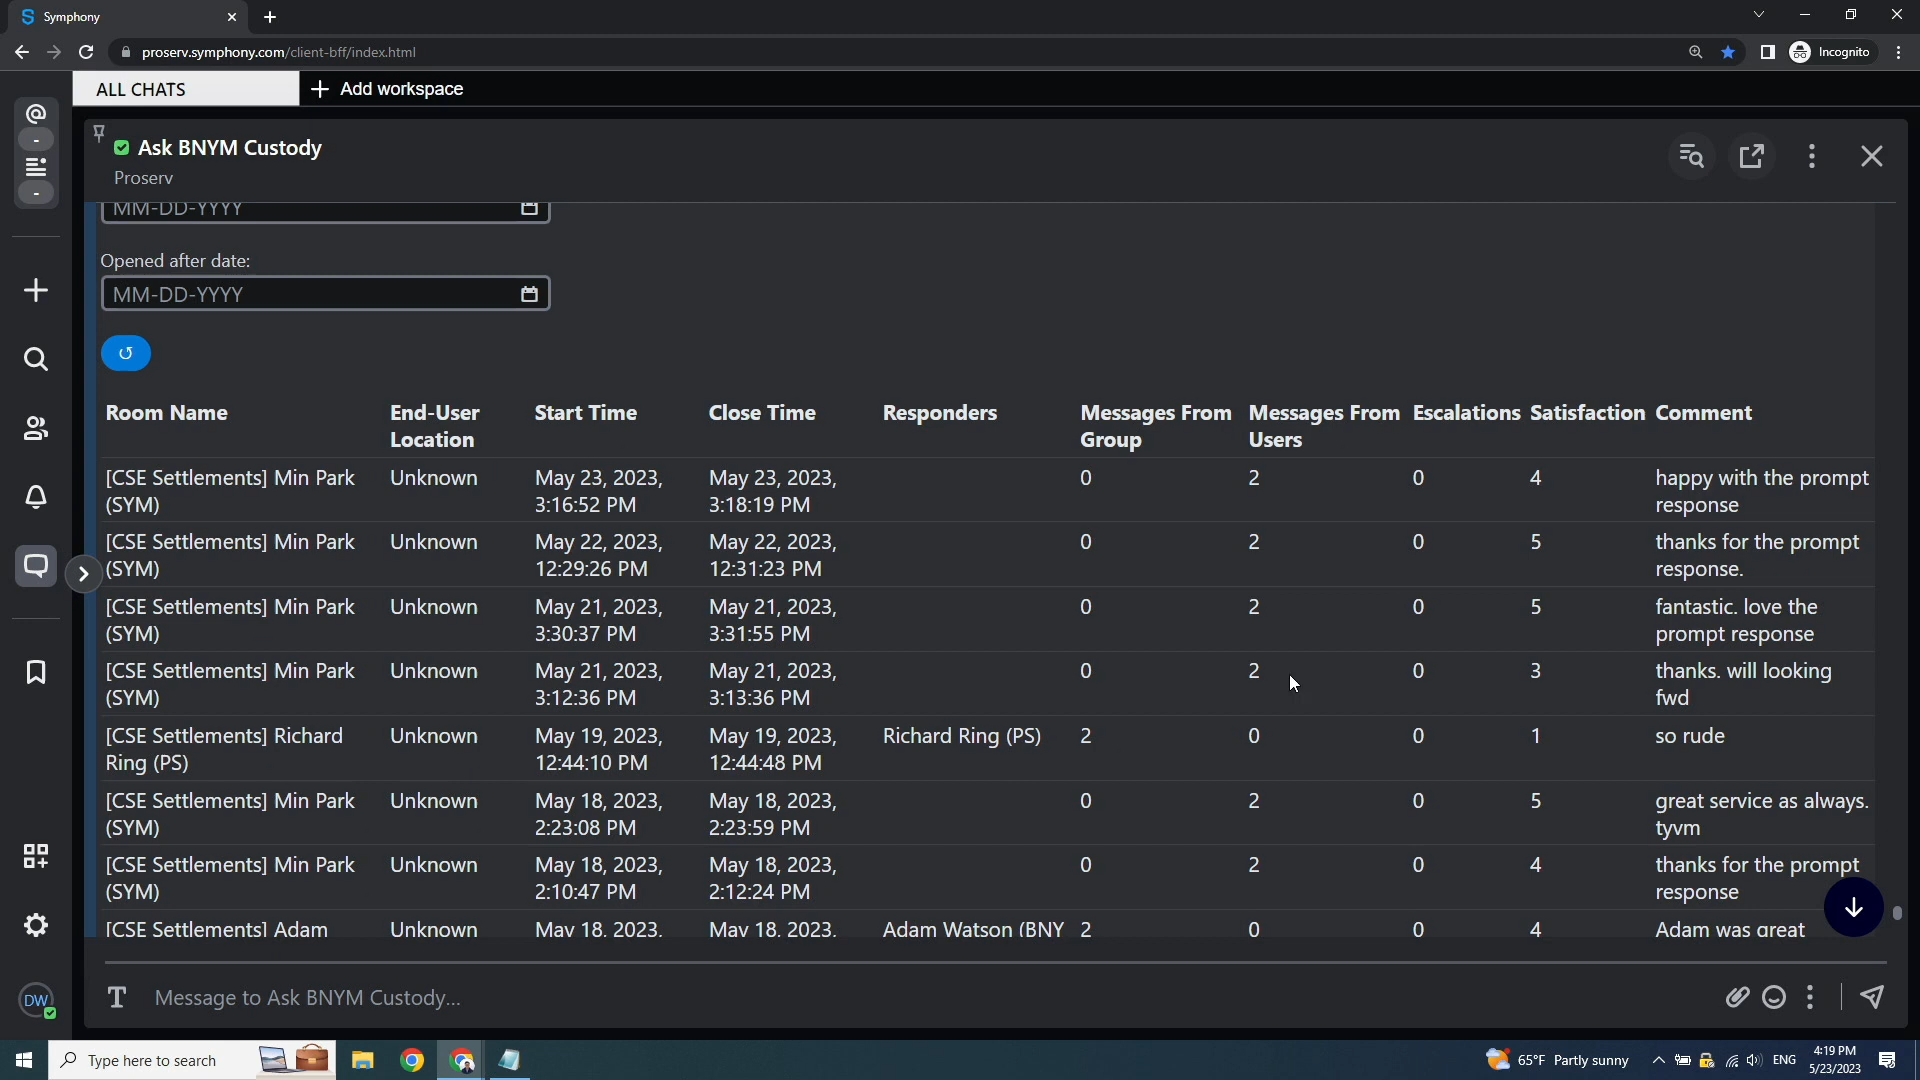 Symphony
proserv.symphony.com/client-bff/index.html
Incognito
ALL CHATS
Add workspace
Ask BNYM Custody
Proserv
MM-DD-YYYY
Opened after date:
MM-DD-YYYY
Room Name End-User Location Start Time Close Time Responders Messages From Group Messages From Users Escalations Satisfaction Comment
[CSE Settlements] Min Park (SYM) Unknown May 23, 2023, 3:16:52 PM May 23, 2023, 3:18:19 PM 0 2 0 4 happy with the prompt response
[CSE Settlements] Min Park (SYM) Unknown May 22, 2023, 12:29:26 PM May 22, 2023, 12:31:23 PM 0 2 0 5 thanks for the prompt response.
[CSE Settlements] Min Park (SYM) Unknown May 21, 2023, 3:30:37 PM May 21, 2023, 3:31:55 PM 0 2 0 5 fantastic. love the prompt response
[CSE Settlements] Min Park (SYM) Unknown May 21, 2023, 3:12:36 PM May 21, 2023, 3:13:36 PM 0 2 0 3 thanks. will looking fwd
[CSE Settlements] Richard Ring (PS) Unknown May 19, 2023, 12:44:10 PM May 19, 2023, 12:44:48 PM Richard Ring (PS) 2 0 0 1 so rude
[CSE Settlements] Min Park (SYM) Unknown May 18, 2023, 2:23:08 PM May 18, 2023, 2:23:59 PM 0 2 0 5 great service as always. tyvm
[CSE Settlements] Min Park (SYM) Unknown May 18, 2023, 2:10:47 PM May 18, 2023, 2:12:24 PM 0 2 0 4 thanks for the prompt response
[CSE Settlements] Adam Unknown May 18, 2023, May 18, 2023, Adam Watson (BNY 2 0 0 4 Adam was great
DW
T Message to Ask BNYM Custody...
Type here to search
65°F Partly sunny
ENG
4:19 PM
5/23/2023